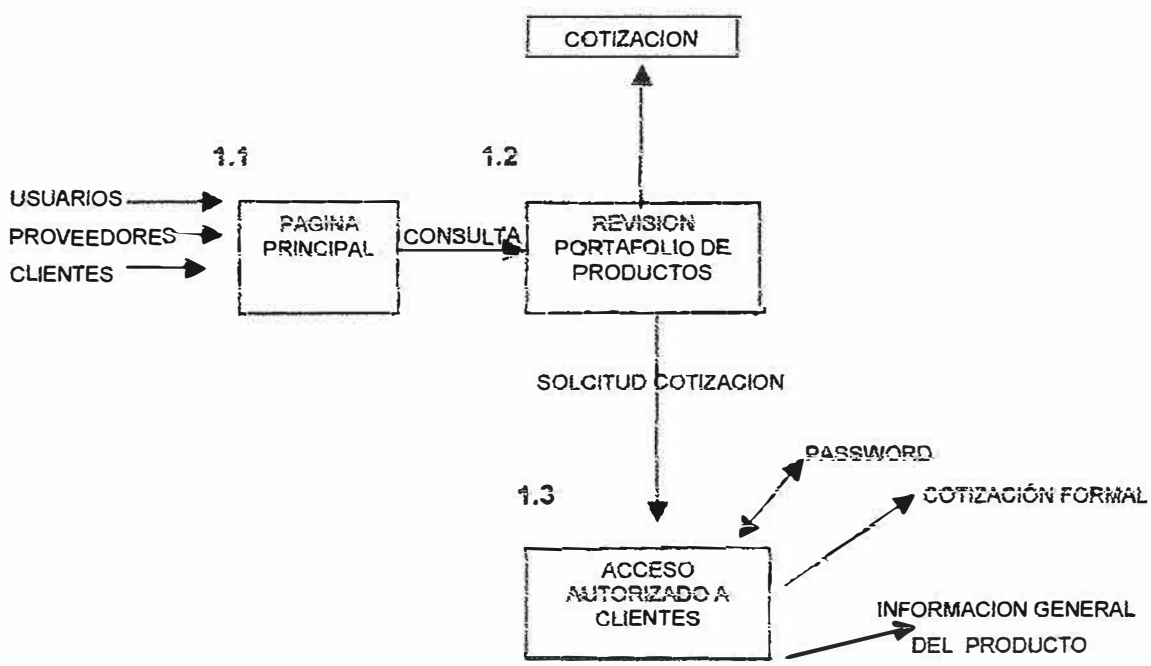 COTIZACION
1.1
1.2
USUARIOS
PROVEEDORES
CLIENTES
PAGINA
PRINCIPAL
CONSULTA
REVISION
PORTAFOLIO DE
PRODUCTOS
SOLCITUD COTIZACION
1.3
PASSWORD
COTIZACIÓN FORMAL
ACCESO
AUTORIZADO A
CLIENTES
INFORMACION GENERAL
DEL PRODUCTO